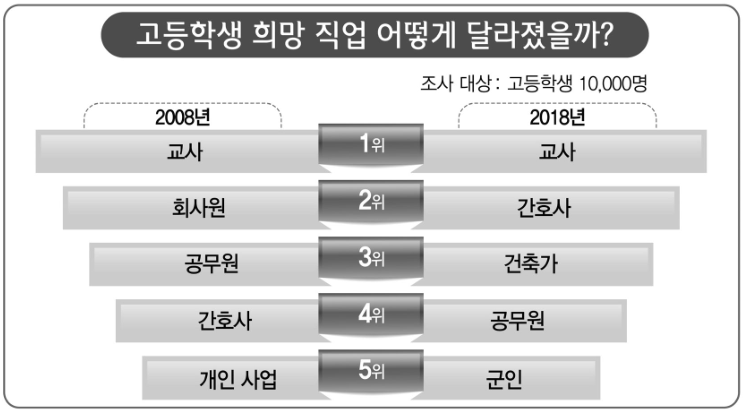 고등학생 희망 직업 어떻게 달라졌을까?
조사 대상 : 고등학생 10,000명
2008년 2018년
교사 1위 교사
회사원 2위 간호사
공무원 3위 건축가
간호사 4위 공무원
개인 사업 5위 군인